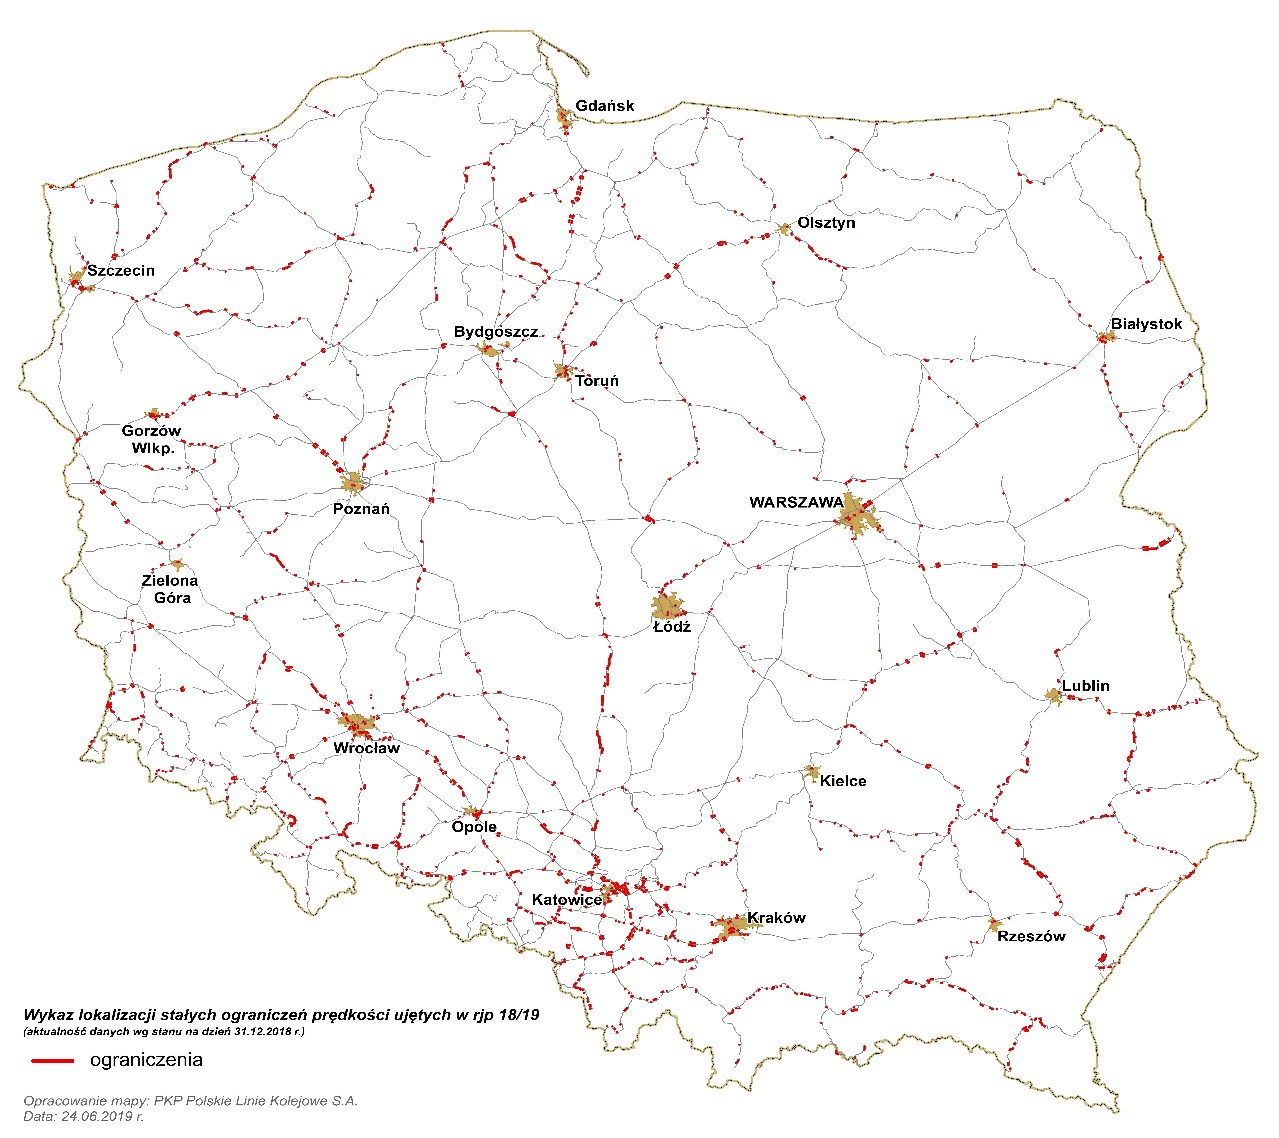 Gdańsk
Olsztyn
Szczecin
Białystok
Bydgoszcz
Toruń
Gorzów
Wlkp.
WARSZAWA
Poznań
Zielona
Góra
Łódź
Lublin
Wrocław
Kielce
Opole
Katowice
Kraków
Rzeszów
Wykaz lokalizacji stałych ograniczeń prędkości ujętych w rjp 18/19
(aktualność danych wg stanu na dzień 31.12.2018 r.)
ograniczenia
Opracowanie mapy: PKP Polskie Linie Kolejowe S.A.
Data: 24.06.2019 r.